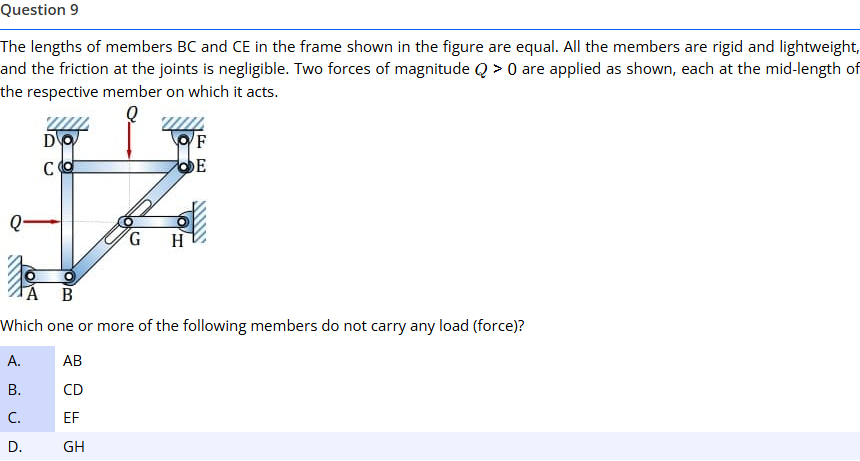 Question 9
The lengths of members BC and CE in the frame shown in the figure are equal. All the members are rigid and lightweight,
and the friction at the joints is negligible. Two forces of magnitude Q > 0 are applied as shown, each at the mid-length of
the respective member on which it acts.
Q
D F
C E
Q
G H
A B
Which one or more of the following members do not carry any load (force)?
A. AB
B. CD
C. EF
D. GH